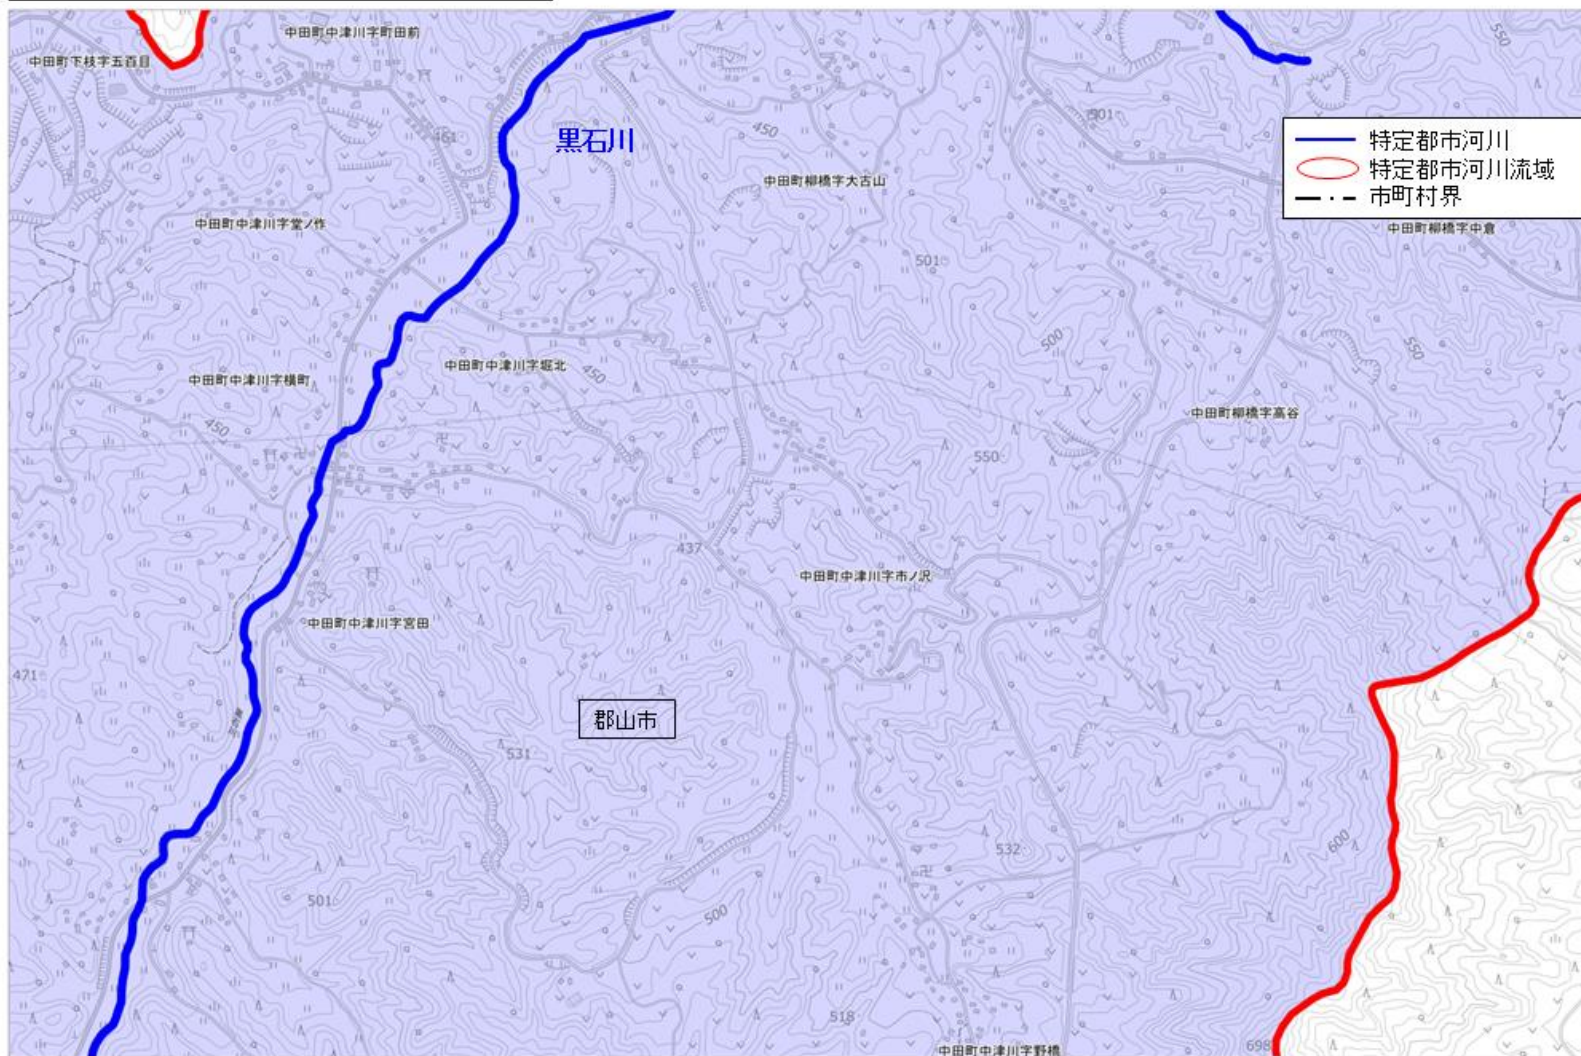 中田町中津川字町田前
中田町下枝字五百目
550
501
461
450
黒石川
特定都市河川
特定都市河川流域
市町村界
中田町柳橋字大古山
中田町中津川字堂ノ作
中田町柳橋字中倉
501
500
550
中田町中津川字堀北
450
中田町中津川字横町
中田町柳橋字高谷
450
550
437
中田町中津川字市ノ沢
中田町中津川字宮田
471
郡山市
531
600
532
501
500
518
698
中田町中津川字野橋